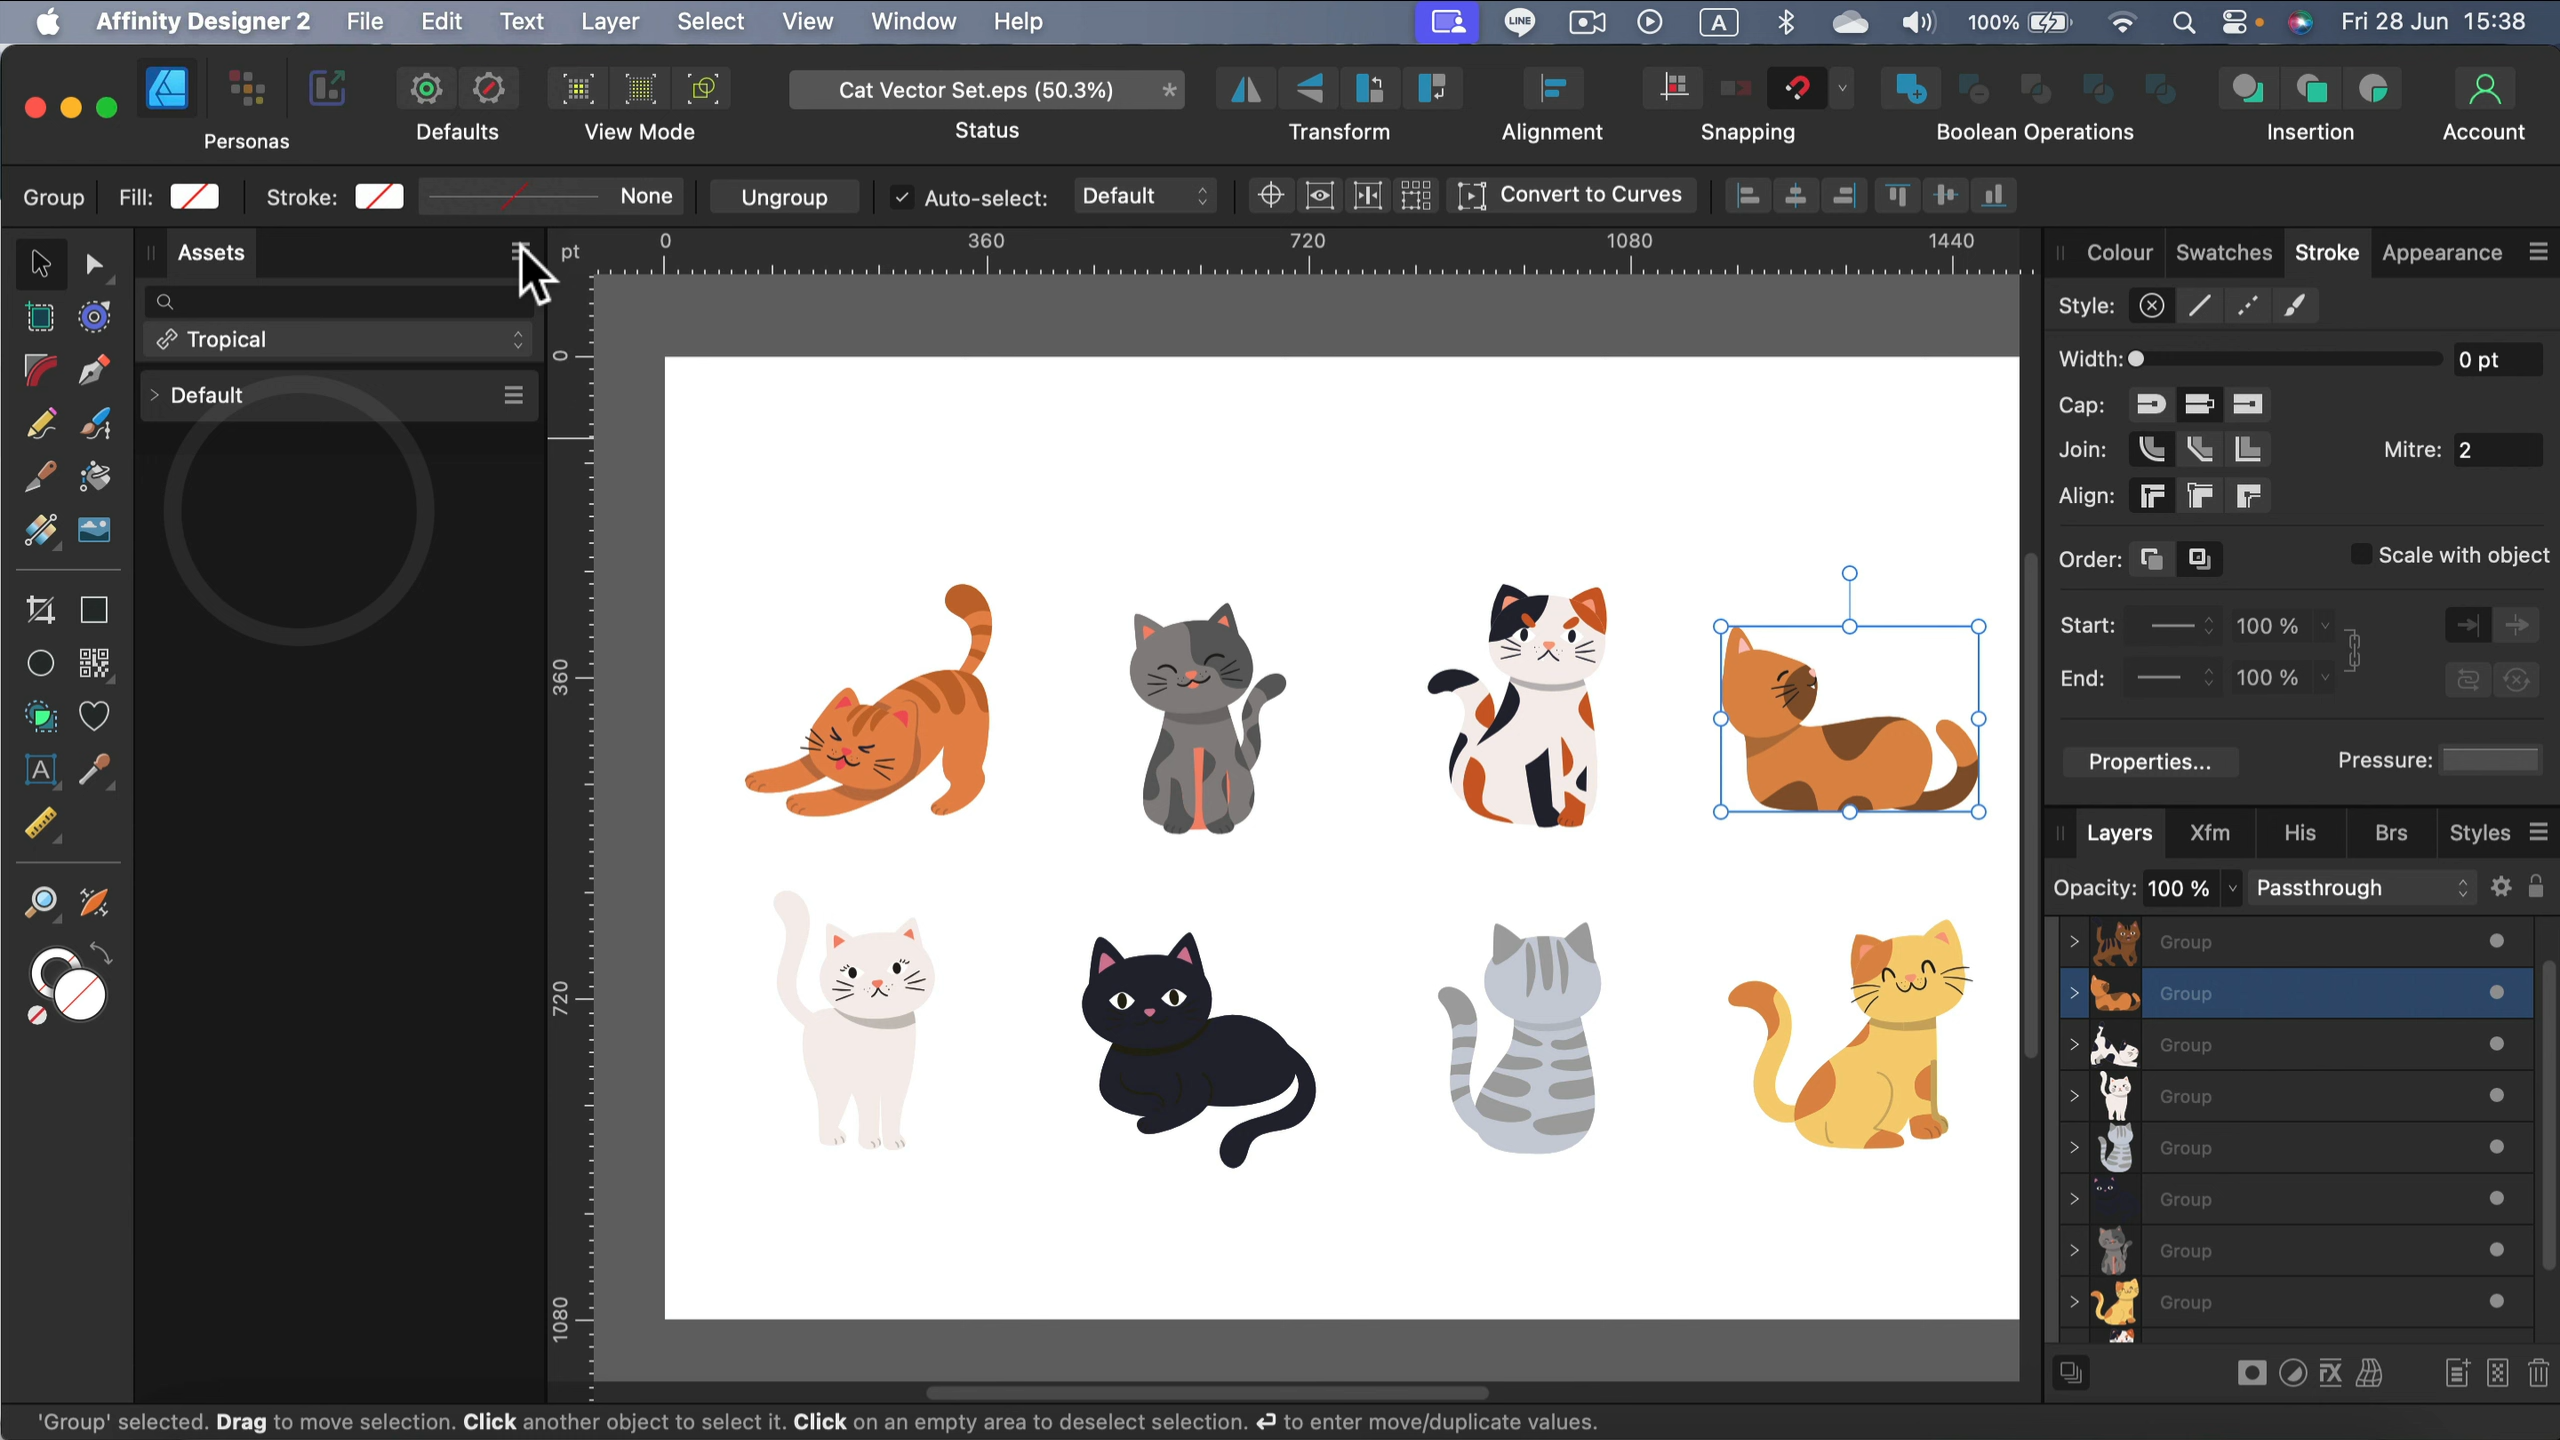 Affinity Designer 2 File Edit Text Layer Select View Window Help LINE A 100% Fri 28 Jun 15:38
Cat Vector Set.eps (50.3%) *
Personas Defaults View Mode Status Transform Alignment Snapping Boolean Operations Insertion Account
Group Fill: Stroke: None Ungroup Auto-select: Default Convert to Curves
Assets
Tropical
Default
pt 0 360 720 1080 1440
0
360
720
1080
Colour Swatches Stroke Appearance
Style:
Width: 0 pt
Cap:
Join: Mitre: 2
Align:
Order: Scale with object
Start: 100 %
End: 100 %
Properties... Pressure:
Layers Xfm His Brs Styles
Opacity: 100 % Passthrough
Group
Group
Group
Group
Group
Group
Group
Group
FX
A
'Group' selected. Drag to move selection. Click another object to select it. Click on an empty area to deselect selection. ↵ to enter move/duplicate values.